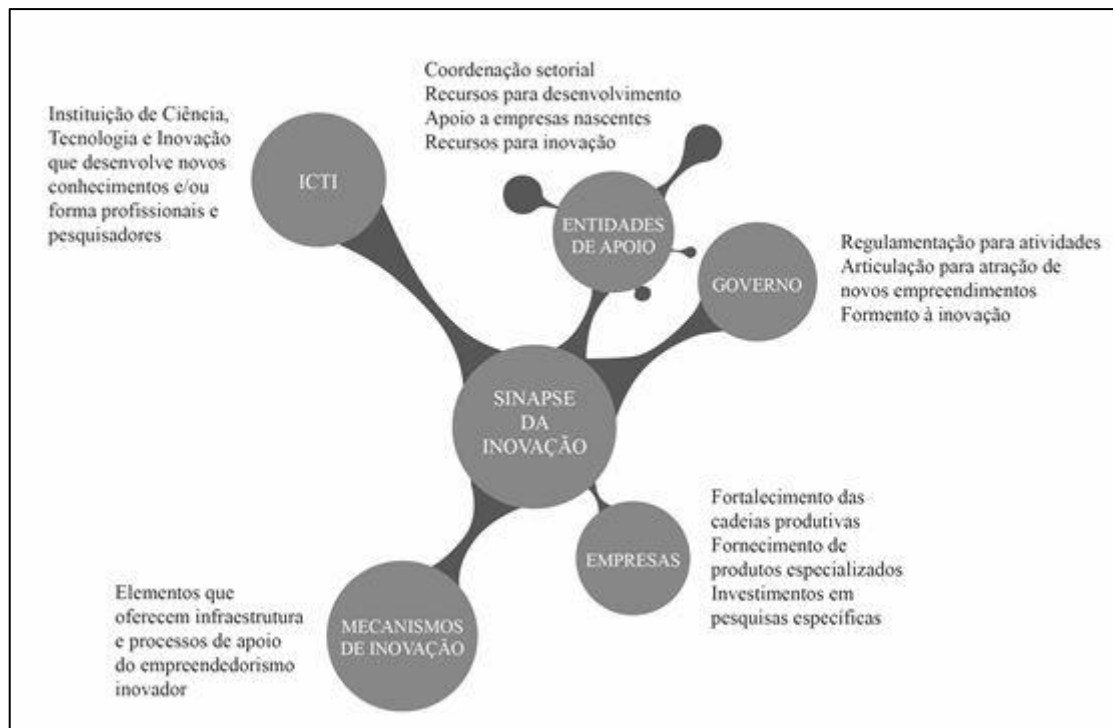 Coordenação setorial
Recursos para desenvolvimento
Apoio a empresas nascentes
Recursos para inovação
Instituição de Ciência,
Tecnologia e Inovação
que desenvolve novos
conhecimentos e/ou
forma profissionais e
pesquisadores
ICTI
ENTIDADES
DE APOIO
GOVERNO
Regulamentação para atividades
Articulação para atração de
novos empreendimentos
Formento à inovação
SINAPSE
DA
INOVAÇÃO
EMPRESAS
Fortalecimento das
cadeias produtivas
Fornecimento de
produtos especializados
Investimentos em
pesquisas específicas
MECANISMOS
DE INOVAÇÃO
Elementos que
oferecem infraestrutura
e processos de apoio
do empreendedorismo
inovador